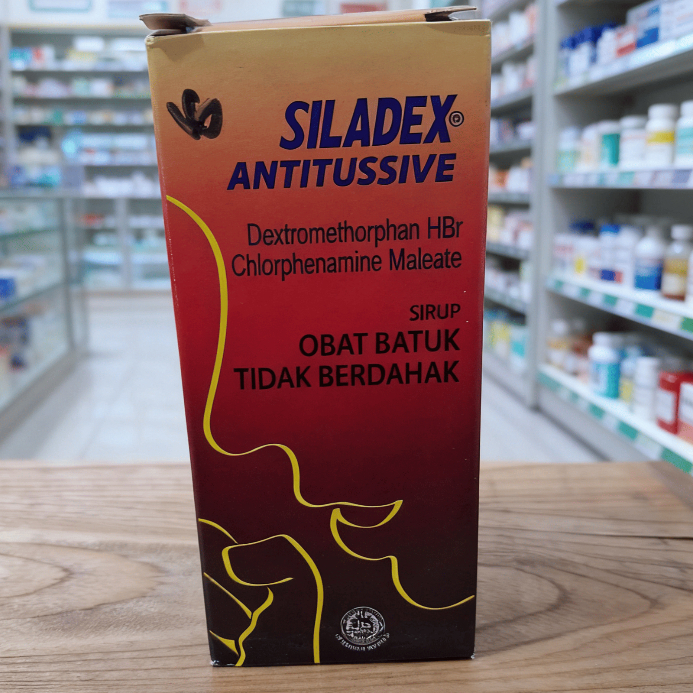 SILADEX®
ANTITUSSIVE
Dextromethorphan HBr
Chlorphenamine Maleate
SIRUP
OBAT BATUK
TIDAK BERDAHAK